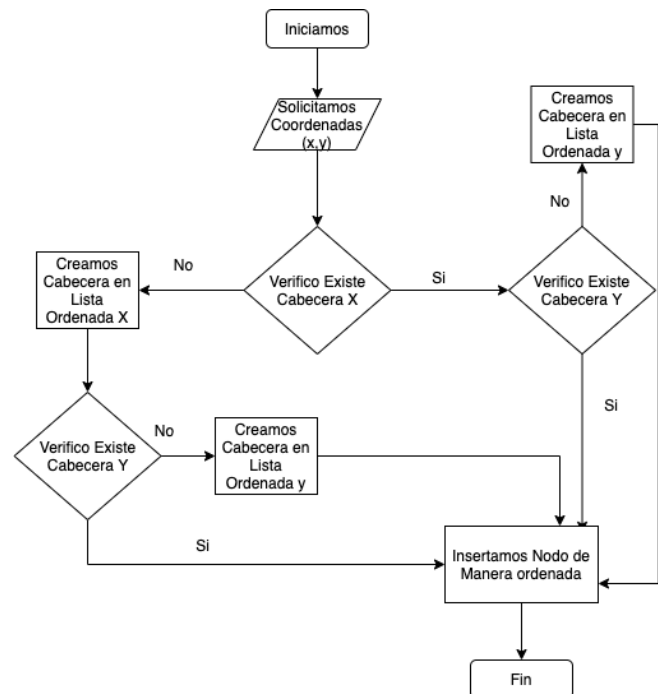 Iniciamos
Solicitamos
Coordenadas
(x,y)
Creamos
Cabecera en
Lista
Ordenada y
No
Verifico Existe
Cabecera X
Si
Verifico Existe
Cabecera Y
No
Creamos
Cabecera en
Lista
Ordenada X
Si
Verifico Existe
Cabecera Y
No
Creamos
Cabecera en
Lista
Ordenada y
Si
Insertamos Nodo de
Manera ordenada
Fin